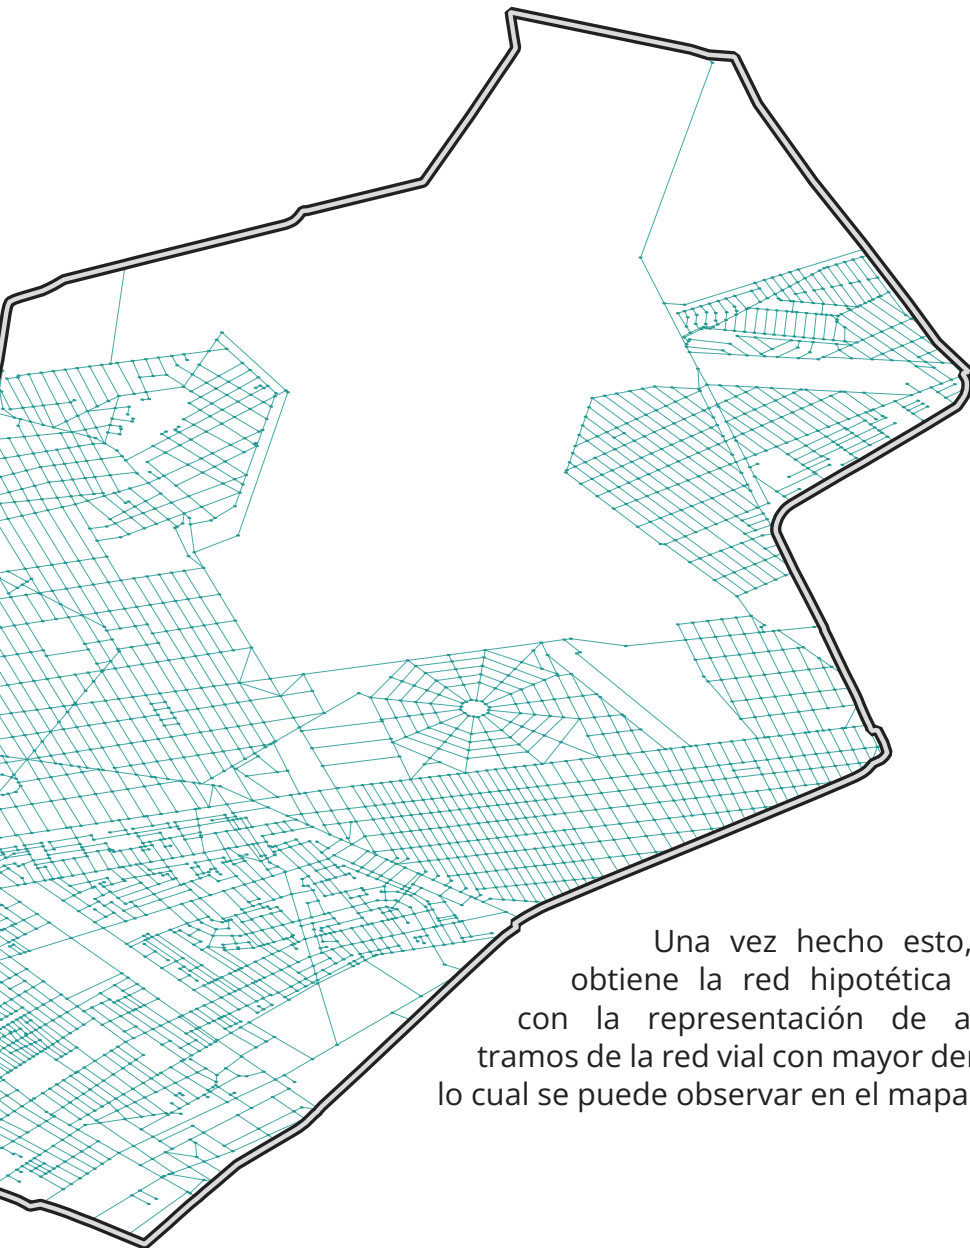 Una vez hecho esto,
obtiene la red hipotética
con la representación de
tramos de la red vial con mayor
lo cual se puede observar en el mapa